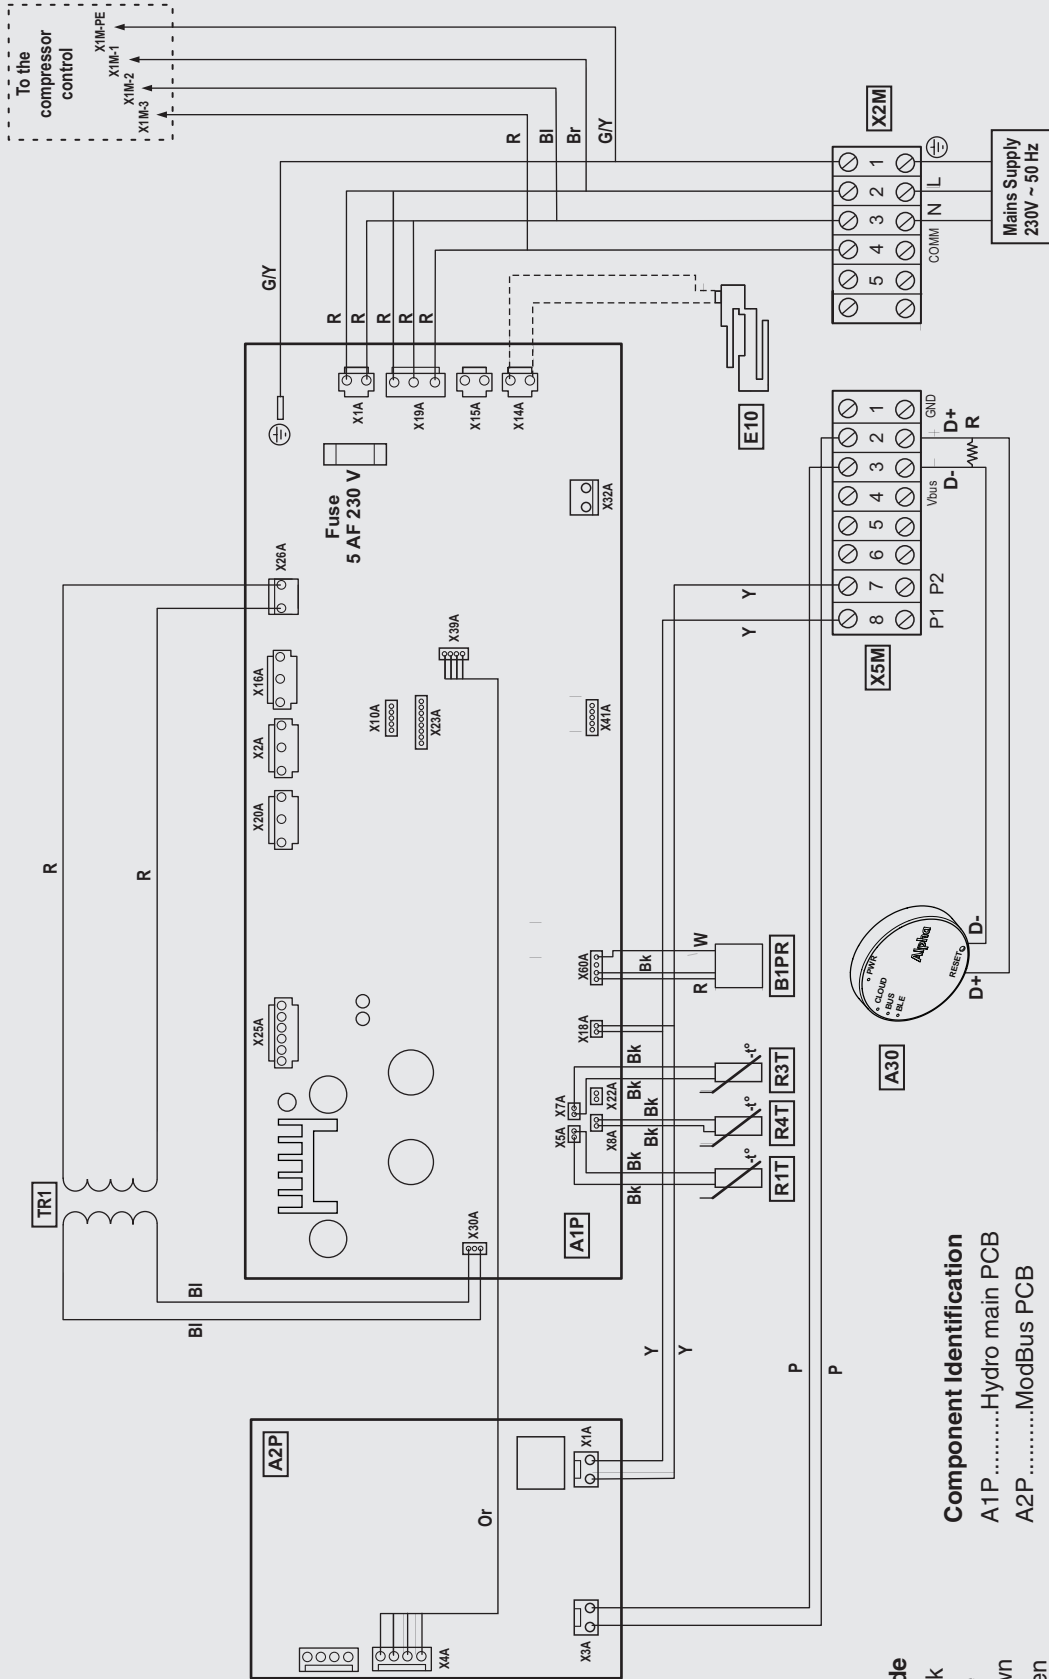 To the
compressor
control
X1M-PE
X1M-1
X1M-2
X1M-3
R
Bl
Br
G/Y
G/Y
X2M
1
2
3
4
5
L
N
COMM
Mains Supply
230V ~ 50 Hz
R
R
R
R
R
X1A
X19A
X15A
X14A
E10
Fuse
5 AF 230 V
X32A
X26A
X39A
X16A
X2A
X20A
X10A
X23A
X41A
X25A
X30A
A1P
TR1
R
R
Bl
Bl
X60A
X18A
X7A
X22A
X5A
X8A
W
Bk
R
B1PR
Bk
Bk
Bk
Bk
Bk
Bk
-t°
-t°
-t°
R3T
R4T
R1T
X5M
1
2
3
4
5
6
7
8
GND
+
D+
R
-
D-
Vbus
P2
P1
Y
Y
Y
Y
P
P
PWR
CLOUD
BUS
BLE
Alpha
RESET
D-
D+
A30
A2P
Or
X4A
X1A
X3A
Component Identification
A1P...........Hydro main PCB
A2P...........ModBus PCB